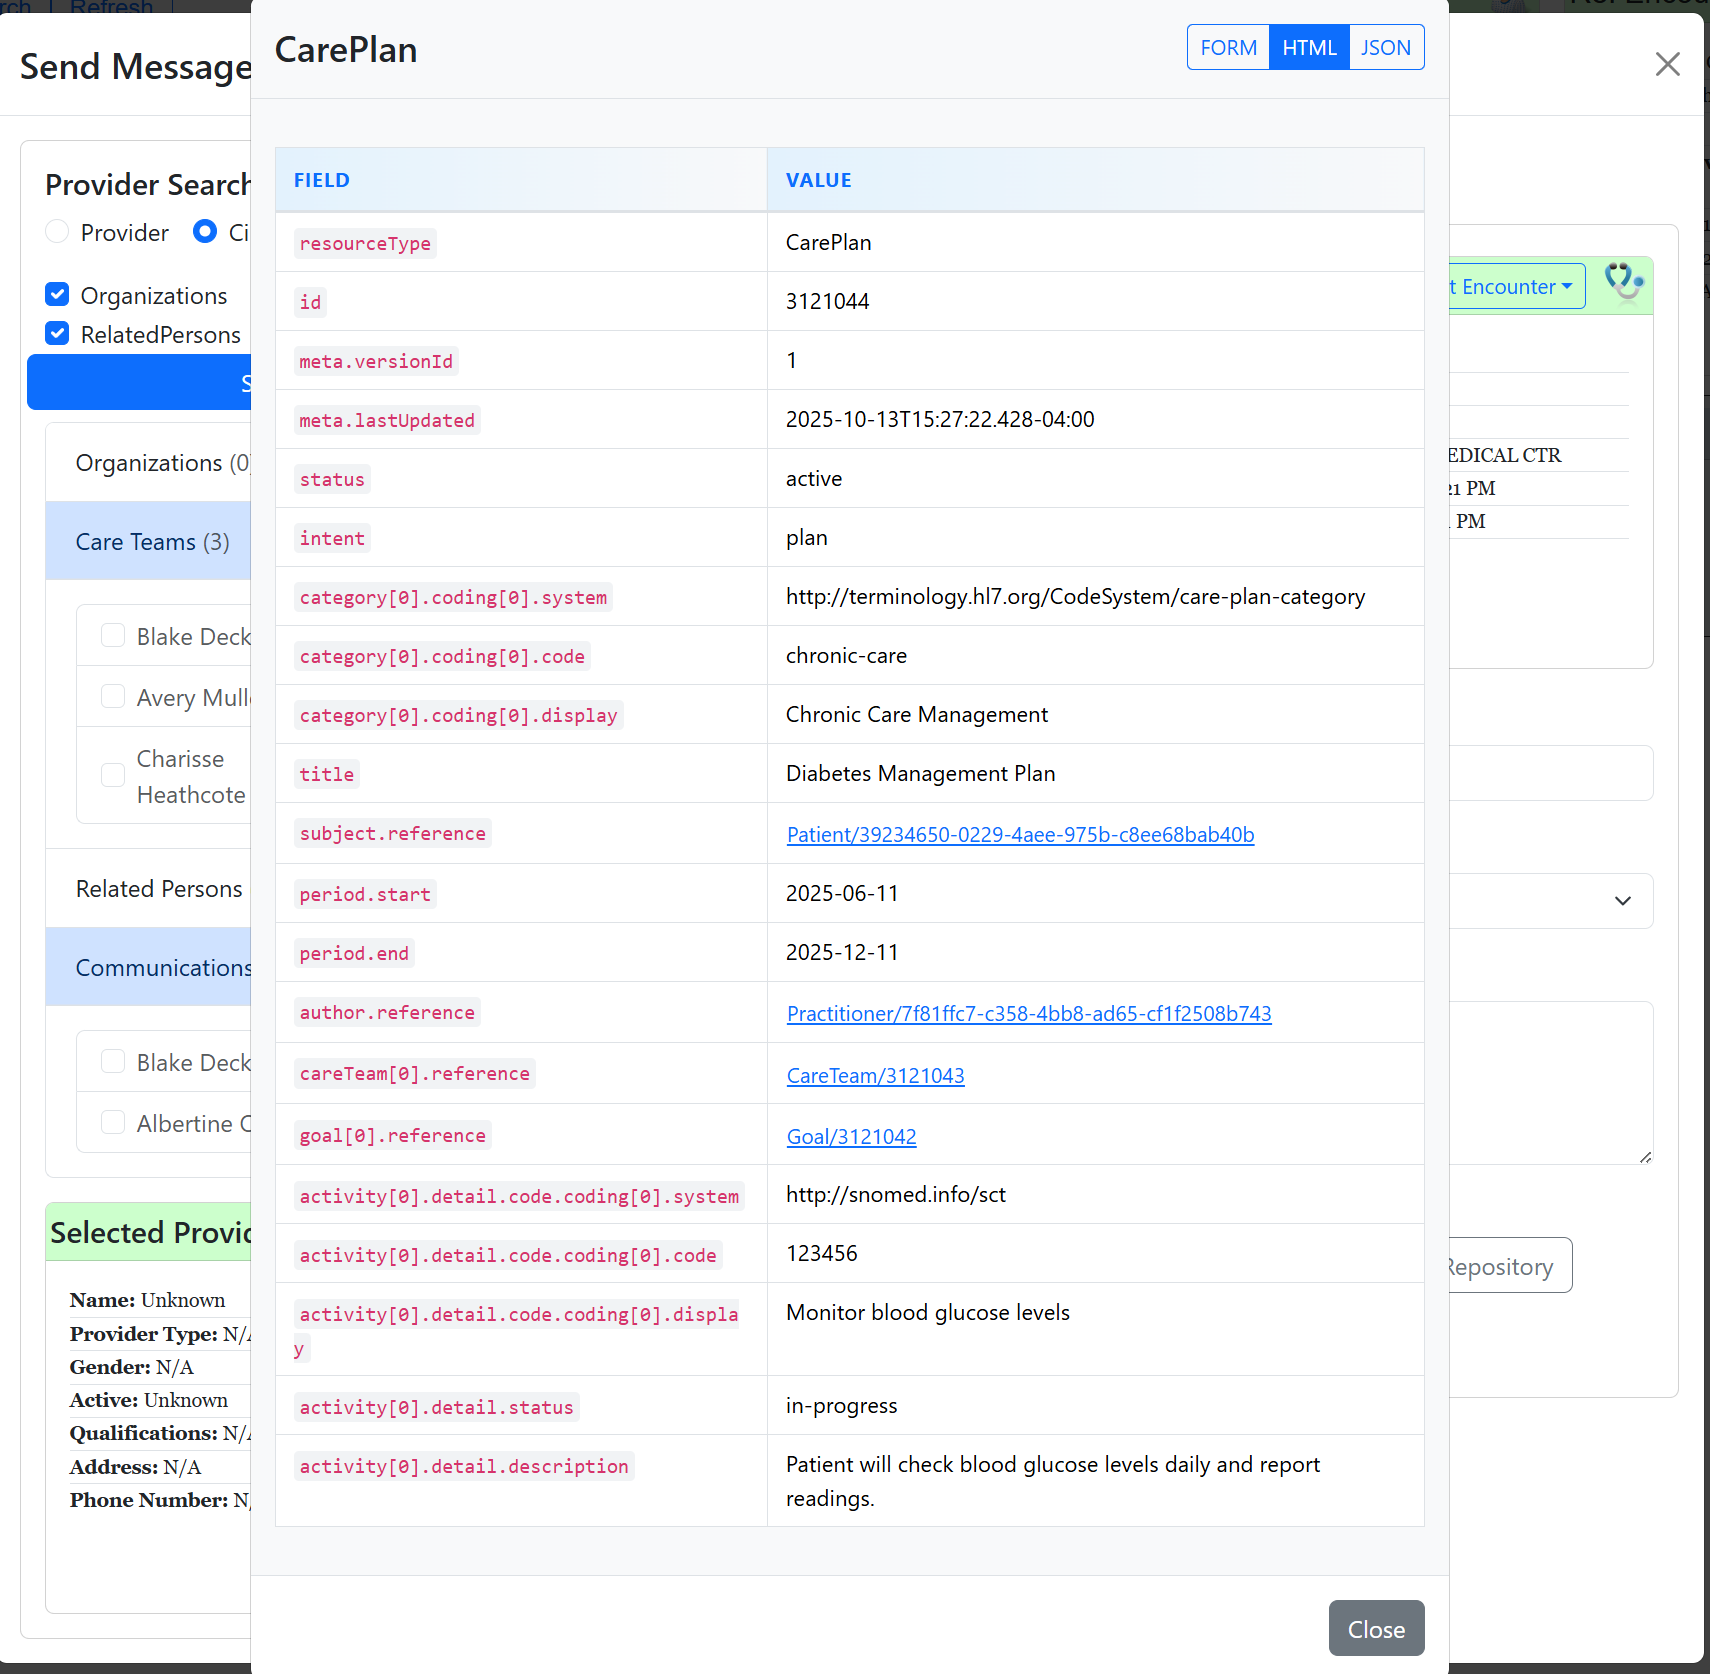 Refresh
Send Message
Provider Search
Provider
Organizations
RelatedPersons
Organizations (0)
Care Teams (3)
Blake Deck
Avery Mull
Charisse
Heathcote
Related Persons
Communications
Blake Deck
Albertine
Selected Provid
Name: Unknown
Provider Type: N/A
Gender: N/A
Active: Unknown
Qualifications: N/A
Address: N/A
Phone Number: N/
CarePlan
FORM HTML JSON
FIELD VALUE
resourceType CarePlan
id 3121044
meta.versionId 1
meta.lastUpdated 2025-10-13T15:27:22.428-04:00
status active
intent plan
category[0].coding[0].system http://terminology.hl7.org/CodeSystem/care-plan-category
category[0].coding[0].code chronic-care
category[0].coding[0].display Chronic Care Management
title Diabetes Management Plan
subject.reference Patient/39234650-0229-4aee-975b-c8ee68bab40b
period.start 2025-06-11
period.end 2025-12-11
author.reference Practitioner/7f81ffc7-c358-4bb8-ad65-cf1f2508b743
careTeam[0].reference CareTeam/3121043
goal[0].reference Goal/3121042
activity[0].detail.code.coding[0].system http://snomed.info/sct
activity[0].detail.code.coding[0].code 123456
activity[0].detail.code.coding[0].displa Monitor blood glucose levels
y
activity[0].detail.status in-progress
activity[0].detail.description Patient will check blood glucose levels daily and report
readings.
Close
t Encounter
EDICAL CTR
21 PM
PM
Repository